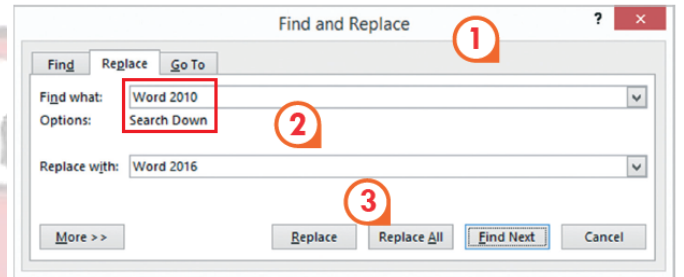 Find and Replace ? ×
1
Find Replace Go To
Find what: Word 2010
Options: Search Down
2
Replace with: Word 2016
3
More >> Replace Replace All Find Next Cancel